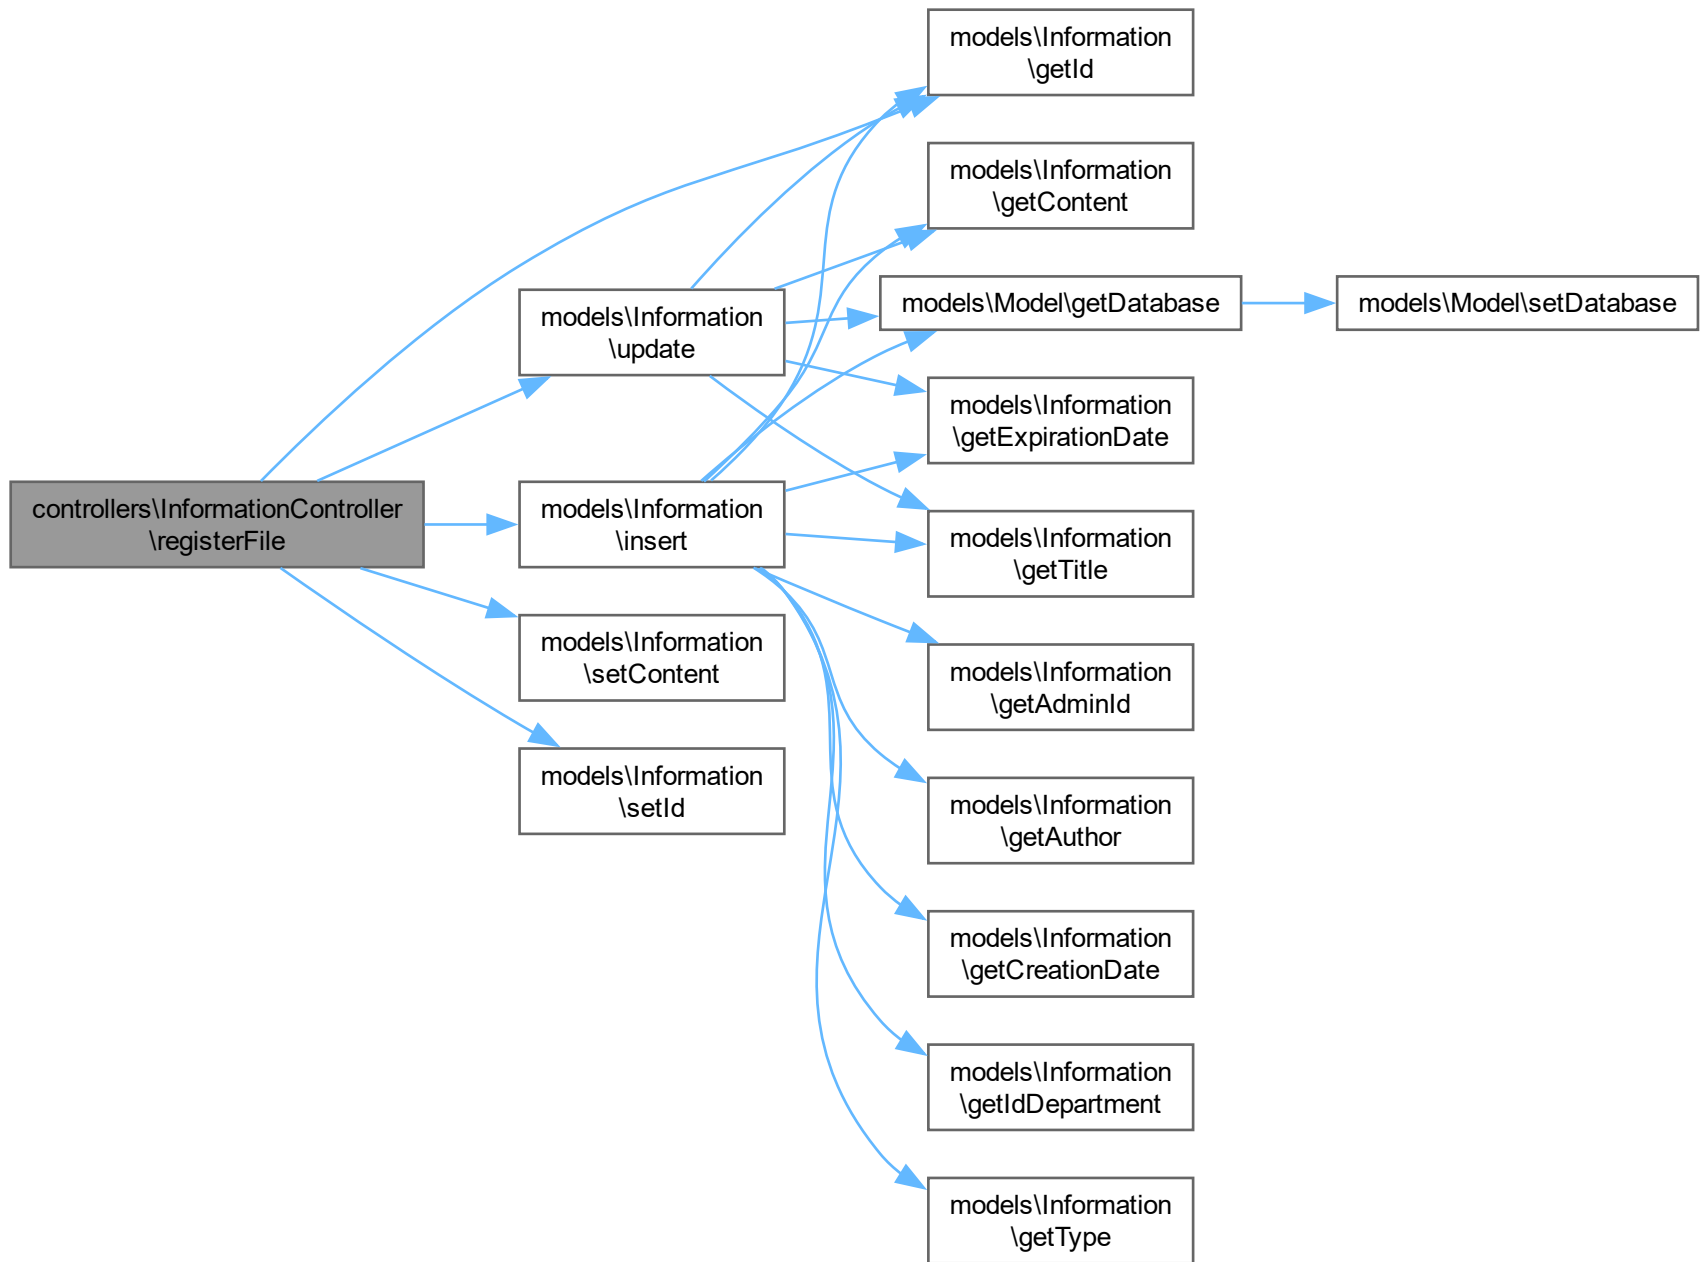 controllers\InformationController
\registerFile
models\Information
\update
models\Information
\insert
models\Information
\setContent
models\Information
\setId
models\Information
\getId
models\Information
\getContent
models\Model\getDatabase
models\Information
\getExpirationDate
models\Information
\getTitle
models\Information
\getAdminId
models\Information
\getAuthor
models\Information
\getCreationDate
models\Information
\getIdDepartment
models\Information
\getType
models\Model\setDatabase